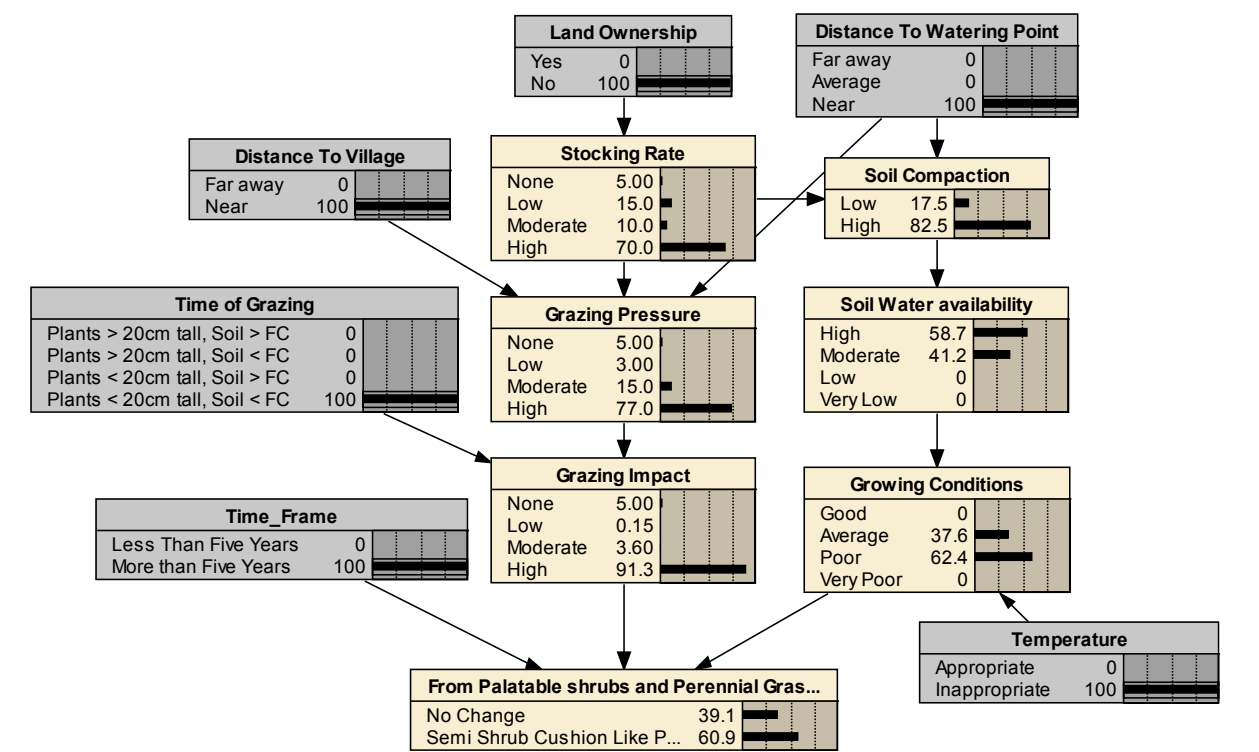 Land Ownership
Yes 0
No 100
Distance To Watering Point
Far away 0
Average 0
Near 100
Distance To Village
Far away 0
Near 100
Stocking Rate
None 5.00
Low 15.0
Moderate 10.0
High 70.0
Soil Compaction
Low 17.5
High 82.5
Time of Grazing
Plants > 20cm tall, Soil > FC 0
Plants > 20cm tall, Soil < FC 0
Plants < 20cm tall, Soil > FC 0
Plants < 20cm tall, Soil < FC 100
Grazing Pressure
None 5.00
Low 3.00
Moderate 15.0
High 77.0
Soil Water availability
High 58.7
Moderate 41.2
Low 0
Very Low 0
Grazing Impact
None 5.00
Low 0.15
Moderate 3.60
High 91.3
Growing Conditions
Good 0
Average 37.6
Poor 62.4
Very Poor 0
Time_Frame
Less Than Five Years 0
More than Five Years 100
Temperature
Appropriate 0
Inappropriate 100
From Palatable shrubs and Perennial Gras...
No Change 39.1
Semi Shrub Cushion Like P... 60.9